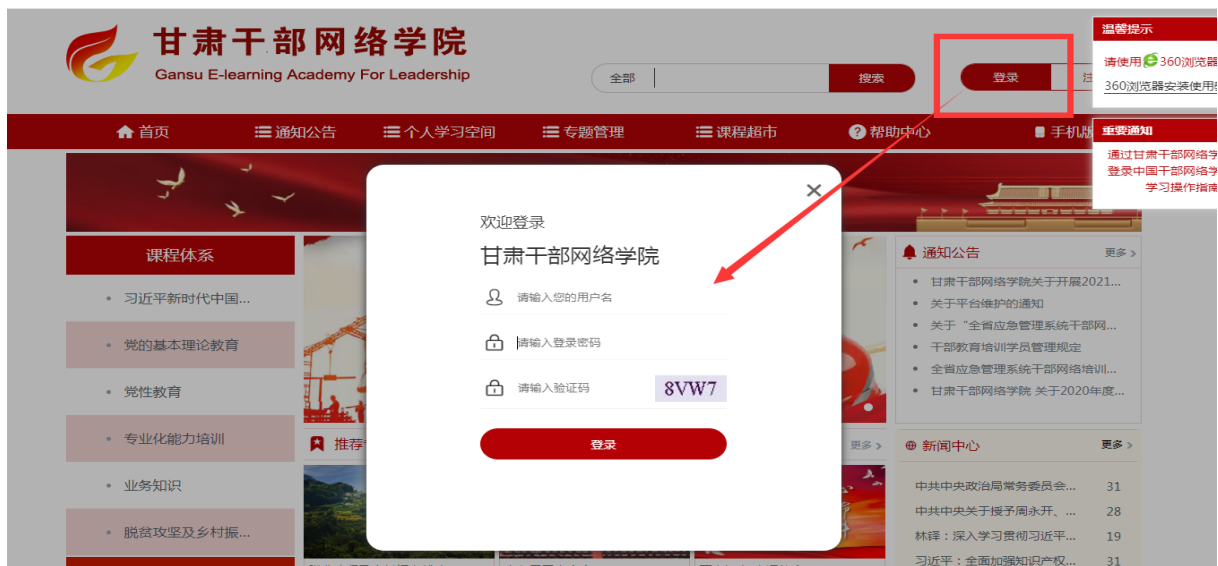 甘肃干部网络学院
Gansu E-learning Academy For Leadership
全部
搜索
登录
温馨提示
请使用360浏览器
360浏览器安装使用
首页
通知公告
个人学习空间
专题管理
课程超市
帮助中心
手机版
重要通知
通过甘肃干部网络学
登录中国干部网络学
学习操作指南
欢迎登录
甘肃干部网络学院
请输入您的用户名
请输入登录密码
请输入验证码
8VW7
登录
课程体系
习近平新时代中国...
党的基本理论教育
党性教育
专业化能力培训
业务知识
脱贫攻坚及乡村振...
推荐
更多
通知公告
更多
甘肃干部网络学院关于开展2021...
关于平台维护的通知
关于“全省应急管理系统干部网...
干部教育培训学员管理规定
全省应急管理系统干部网络培训...
甘肃干部网络学院 关于2020年度...
新闻中心
更多
中共中央政治局常务委员会... 31
中共中央关于授予周永开、... 28
林铎：深入学习贯彻习近平... 19
习近平：全面加强知识产权... 31